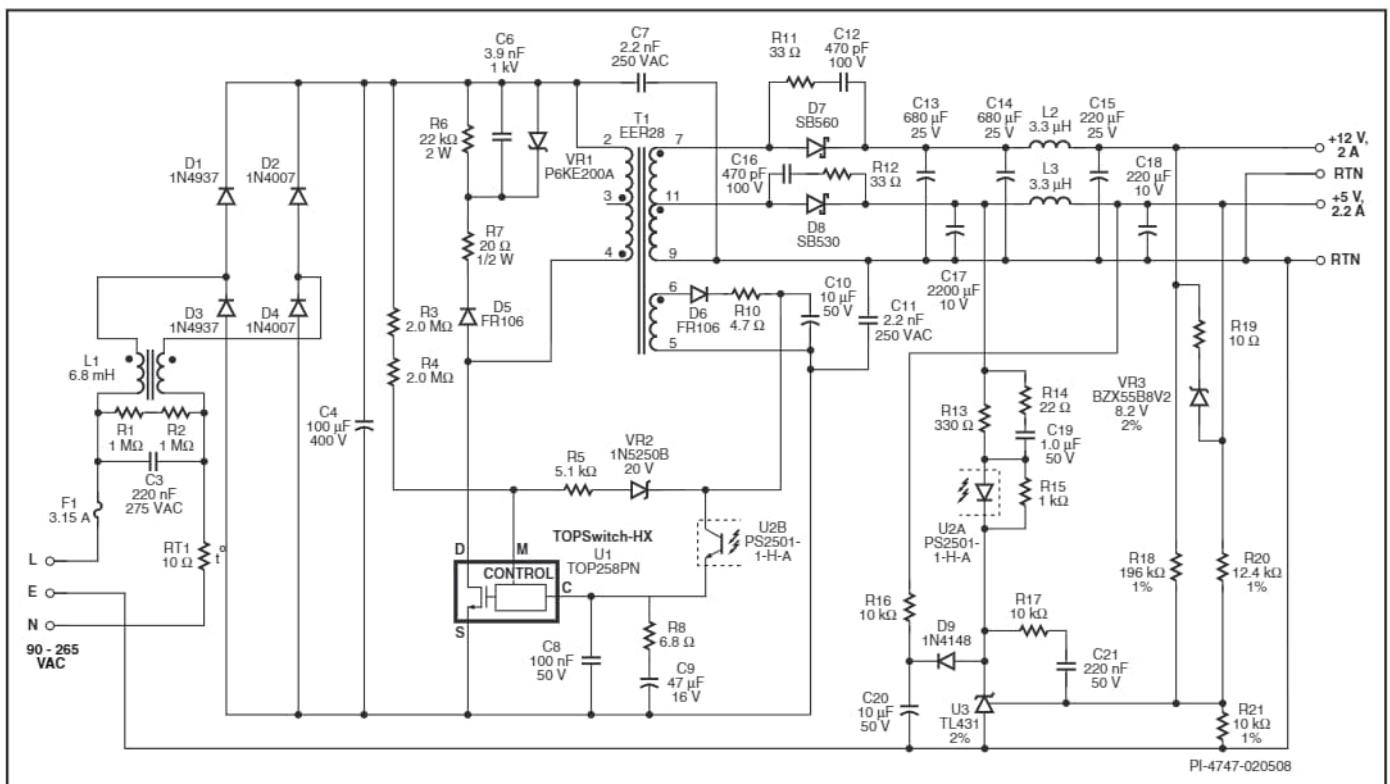 C6
3.9 nF
1 kV
C7
2.2 nF
250 VAC
R11
33 Ω
C12
470 pF
100 V
D7
SB560
C13
680 µF
25 V
C14
680 µF
25 V
L2
3.3 µH
C15
220 µF
25 V
+12 V,
2 A
RTN
+5 V,
2.2 A
RTN
R6
22 kΩ
2 W
VR1
P6KE200A
T1
EER28
2
3
4
7
11
9
6
5
C16
470 pF
100 V
R12
33 Ω
D8
SB530
L3
3.3 µH
C18
220 µF
10 V
C17
2200 µF
10 V
D1
1N4937
D2
1N4007
D3
1N4937
D4
1N4007
R7
20 Ω
1/2 W
D5
FR106
R3
2.0 MΩ
R4
2.0 MΩ
D6
FR106
R10
4.7 Ω
C10
10 µF
50 V
C11
2.2 nF
250 VAC
L1
6.8 mH
R1
1 MΩ
R2
1 MΩ
C3
220 nF
275 VAC
C4
100 µF
400 V
F1
3.15 A
RT1
10 Ω
t°
L
E
N
90 - 265
VAC
R5
5.1 kΩ
VR2
1N5250B
20 V
TOPSwitch-HX
U1
TOP258PN
D
M
CONTROL
C
S
U2B
PS2501-
1-H-A
C8
100 nF
50 V
R8
6.8 Ω
C9
47 µF
16 V
R13
330 Ω
R14
22 Ω
C19
1.0 µF
50 V
R15
1 kΩ
U2A
PS2501-
1-H-A
VR3
BZX55B8V2
8.2 V
2%
R19
10 Ω
R18
196 kΩ
1%
R20
12.4 kΩ
1%
R16
10 kΩ
D9
1N4148
R17
10 kΩ
C21
220 nF
50 V
C20
10 µF
50 V
U3
TL431
2%
R21
10 kΩ
1%
PI-4747-020508